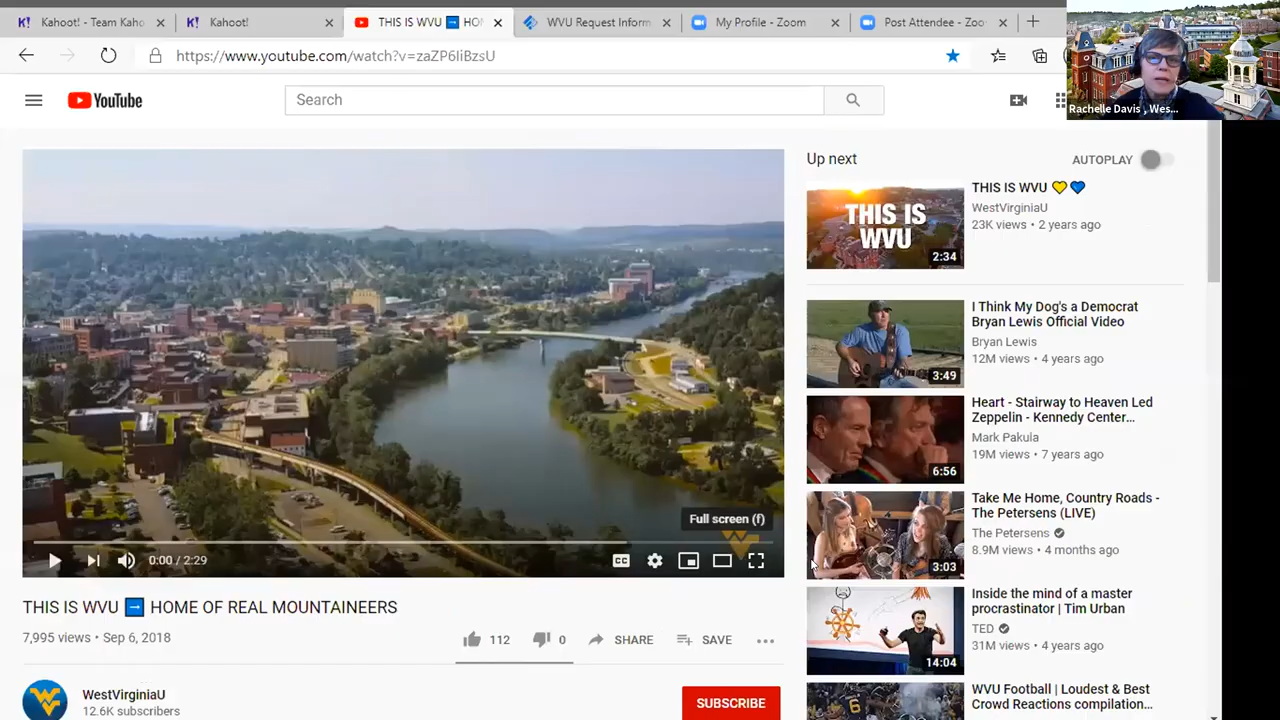 Kahoot! - Team Kaho
Kahoot!
THIS IS WVU ➡ HO
WVU Request Inform
My Profile - Zoom
Post Attendee - Zoo
https://www.youtube.com/watch?v=zaZP6IiBzsU
Rachelle Davis , Wes...
YouTube
Search
Up next
AUTOPLAY
THIS IS WVU 💛💙
WestVirginiaU
23K views • 2 years ago
THIS IS
WVU
2:34
I Think My Dog's a Democrat
Bryan Lewis Official Video
Bryan Lewis
12M views • 4 years ago
3:49
Heart - Stairway to Heaven Led
Zeppelin - Kennedy Center...
Mark Pakula
19M views • 7 years ago
6:56
Take Me Home, Country Roads -
The Petersens (LIVE)
The Petersens
8.9M views • 4 months ago
3:03
Inside the mind of a master
procrastinator | Tim Urban
TED
31M views • 4 years ago
14:04
WVU Football | Loudest & Best
Crowd Reactions compilation...
6
Full screen (f)
0:00 / 2:29
CC
THIS IS WVU ➡ HOME OF REAL MOUNTAINEERS
7,995 views • Sep 6, 2018
112
0
SHARE
SAVE
WestVirginiaU
12.6K subscribers
SUBSCRIBE